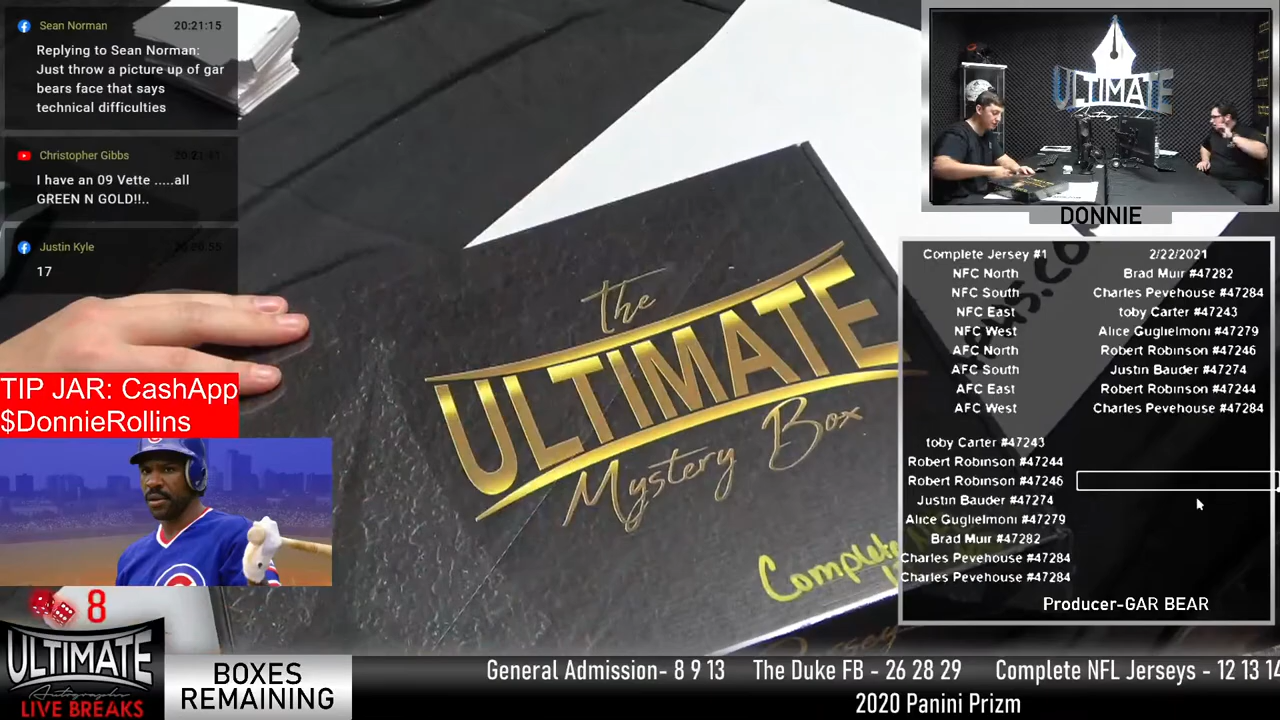 Sean Norman 20:21:15
Replying to Sean Norman:
Just throw a picture up of gar
bears face that says
technical difficulties
Christopher Gibbs
I have an 09 Vette .....all
GREEN N GOLD!!..
Justin Kyle
17
TIP JAR: CashApp
$DonnieRollins
8
ULTIMATE
Autographs
LIVE BREAKS
BOXES
REMAINING
the
ULTIMATE
Mystery Box
Complete
ULTIMATE
DONNIE
Complete Jersey #1 2/22/2021
NFC North Brad Muir #47282
NFC South Charles Pevehouse #47284
NFC East toby Carter #47243
NFC West Alice Guglielmoni #47279
AFC North Robert Robinson #47246
AFC South Justin Bauder #47274
AFC East Robert Robinson #47244
AFC West Charles Pevehouse #47284
toby Carter #47243
Robert Robinson #47244
Robert Robinson #47246
Justin Bauder #47274
Alice Guglielmoni #47279
Brad Muir #47282
Charles Pevehouse #47284
Charles Pevehouse #47284
Producer-GAR BEAR
General Admission- 8 9 13 The Duke FB - 26 28 29 Complete NFL Jerseys - 12 13 14
2020 Panini Prizm